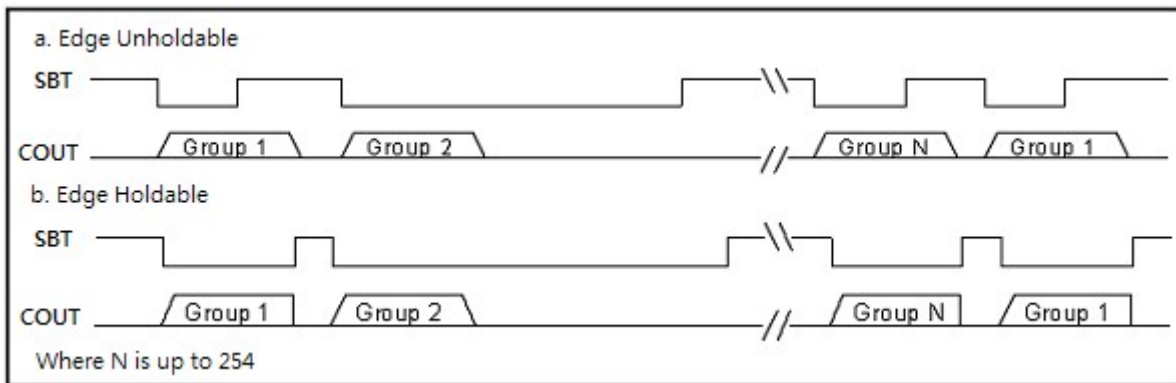 a. Edge Unholdable
SBT
COUT Group 1 Group 2 Group N Group 1
b. Edge Holdable
SBT
COUT Group 1 Group 2 Group N Group 1
Where N is up to 254